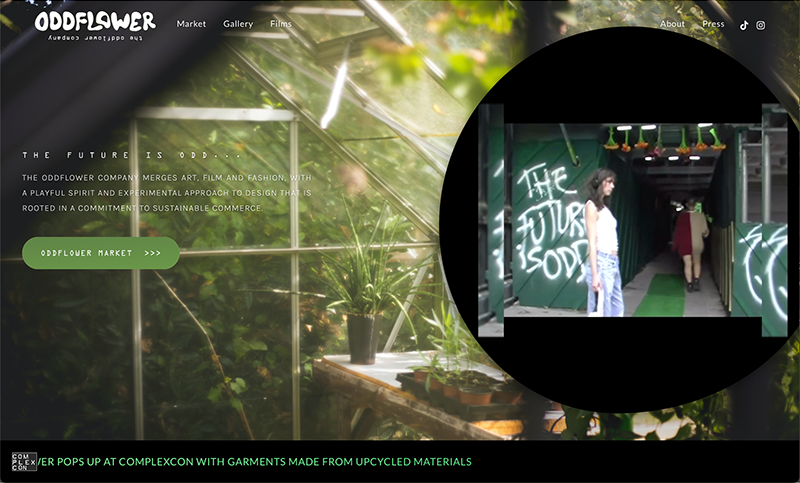 ODDFLOWER
the oddflower company
Market Gallery Films
About Press
THE FUTURE IS ODD...
THE ODDFLOWER COMPANY MERGES ART, FILM AND FASHION, WITH
A PLAYFUL SPIRIT AND EXPERIMENTAL APPROACH TO DESIGN THAT IS
ROOTED IN A COMMITMENT TO SUSTAINABLE COMMERCE.
ODDFLOWER MARKET >>>
THE
FUTURE
iS ODD
COM
PLEX
CON
ER POPS UP AT COMPLEXCON WITH GARMENTS MADE FROM UPCYCLED MATERIALS